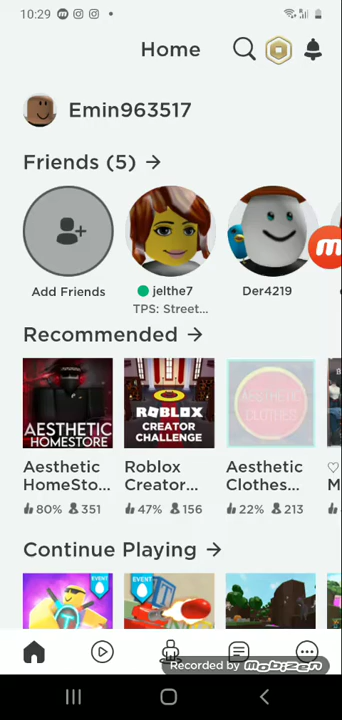 10:29
Home
Emin963517
Friends (5) →
Add Friends
jelthe7
TPS: Street...
Der4219
Recommended →
AESTHETIC
HOMESTORE
ROBLOX
CREATOR
CHALLENGE
AESTHETIC
CLOTHES
Aesthetic
HomeSto...
Roblox
Creator...
Aesthetic
Clothes...
80% 351
47% 156
22% 213
Continue Playing →
EVENT
EVENT
Recorded by mobizen